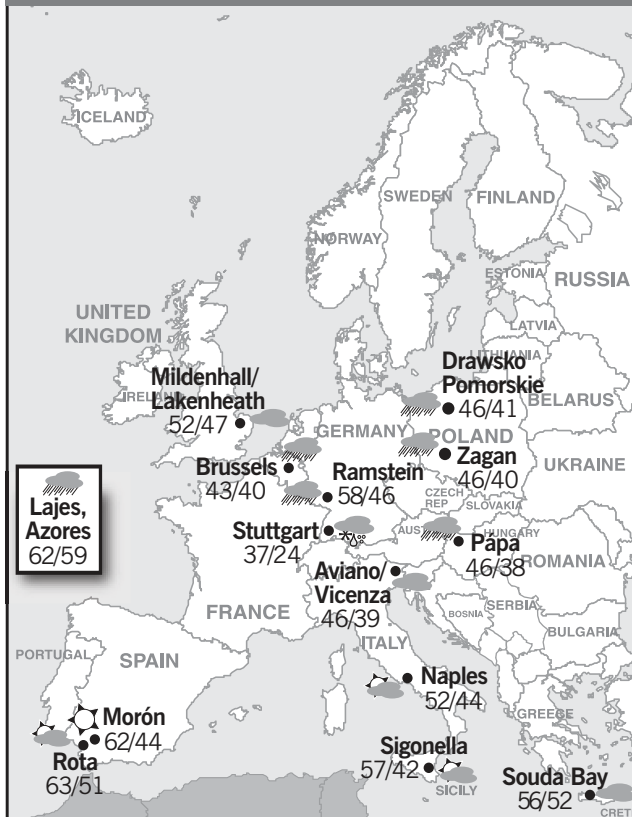 ICELAND
SWEDEN
FINLAND
NORWAY
ESTONIA
RUSSIA
LATVIA
LITHUANIA
UNITED
KINGDOM
IRELAND
Mildenhall/
Lakenheath
52/47
Drawsko
Pomorskie
46/41
BELARUS
GERMANY
POLAND
Zagan
46/40
UKRAINE
Brussels
43/40
Ramstein
58/46
CZECH
REP
SLOVAKIA
Lajes,
Azores
62/59
Stuttgart
37/24
HUNGARY
Pápa
46/38
ROMANIA
Aviano/
Vicenza
46/39
FRANCE
BOSNIA
SERBIA
BULGARIA
ITALY
PORTUGAL
SPAIN
Naples
52/44
GREECE
Morón
62/44
Rota
63/51
Sigonella
57/42
SICILY
Souda Bay
56/52